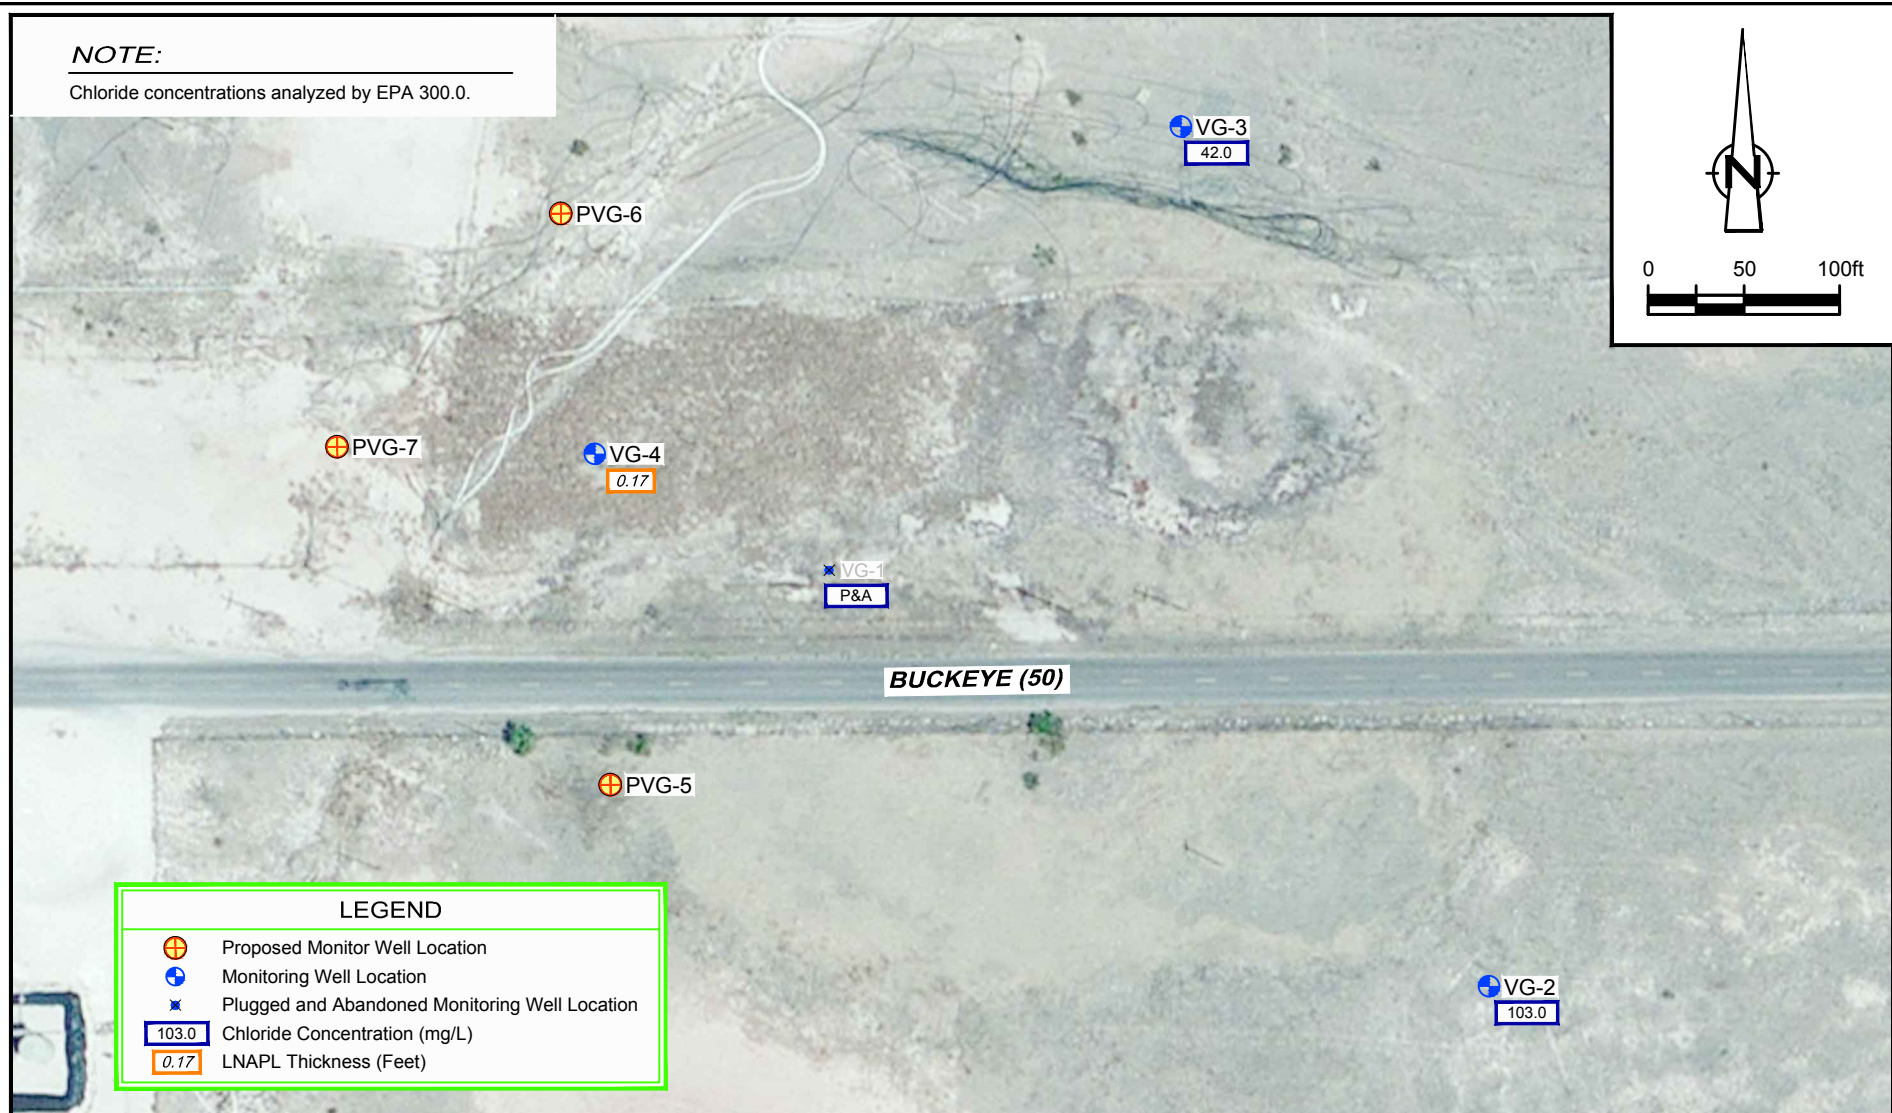 NOTE:
Chloride concentrations analyzed by EPA 300.0.
N
0 50 100ft
VG-3
42.0
PVG-6
PVG-7
VG-4
0.17
VG-1
P&A
BUCKEYE (50)
PVG-5
VG-2
103.0
LEGEND
Proposed Monitor Well Location
Monitoring Well Location
Plugged and Abandoned Monitoring Well Location
103.0 Chloride Concentration (mg/L)
0.17 LNAPL Thickness (Feet)